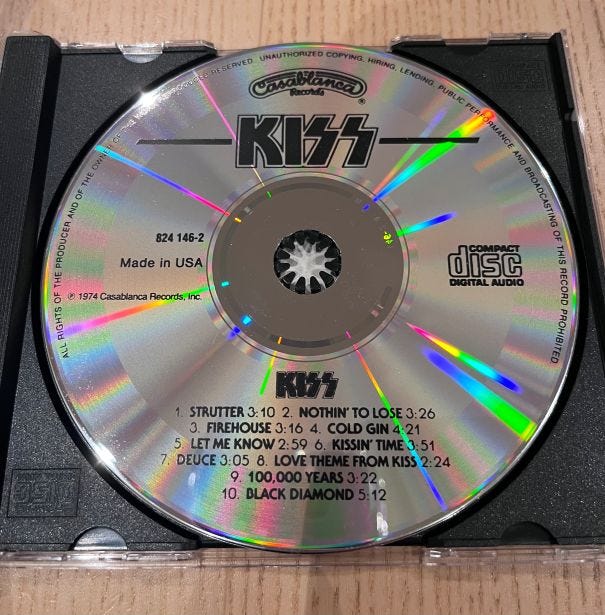 ALL RIGHTS OF THE PRODUCER AND OF THE OWNER OF THE RESERVED. UNAUTHORIZED COPYING, HIRING, LENDING, PUBLIC PERFORMANCE AND BROADCASTING OF THIS RECORD PROHIBITED
Casablanca
Records
®
KISS
824 146-2
Made in USA
℗ 1974 Casablanca Records, Inc.
COMPACT
disc
DIGITAL AUDIO
KISS
1. STRUTTER 3:10 2. NOTHIN' TO LOSE 3:26
3. FIREHOUSE 3:16 4. COLD GIN 4:21
5. LET ME KNOW 2:59 6. KISSIN' TIME 3:51
7. DEUCE 3:05 8. LOVE THEME FROM KISS 2:24
9. 100,000 YEARS 3:22
10. BLACK DIAMOND 5:12